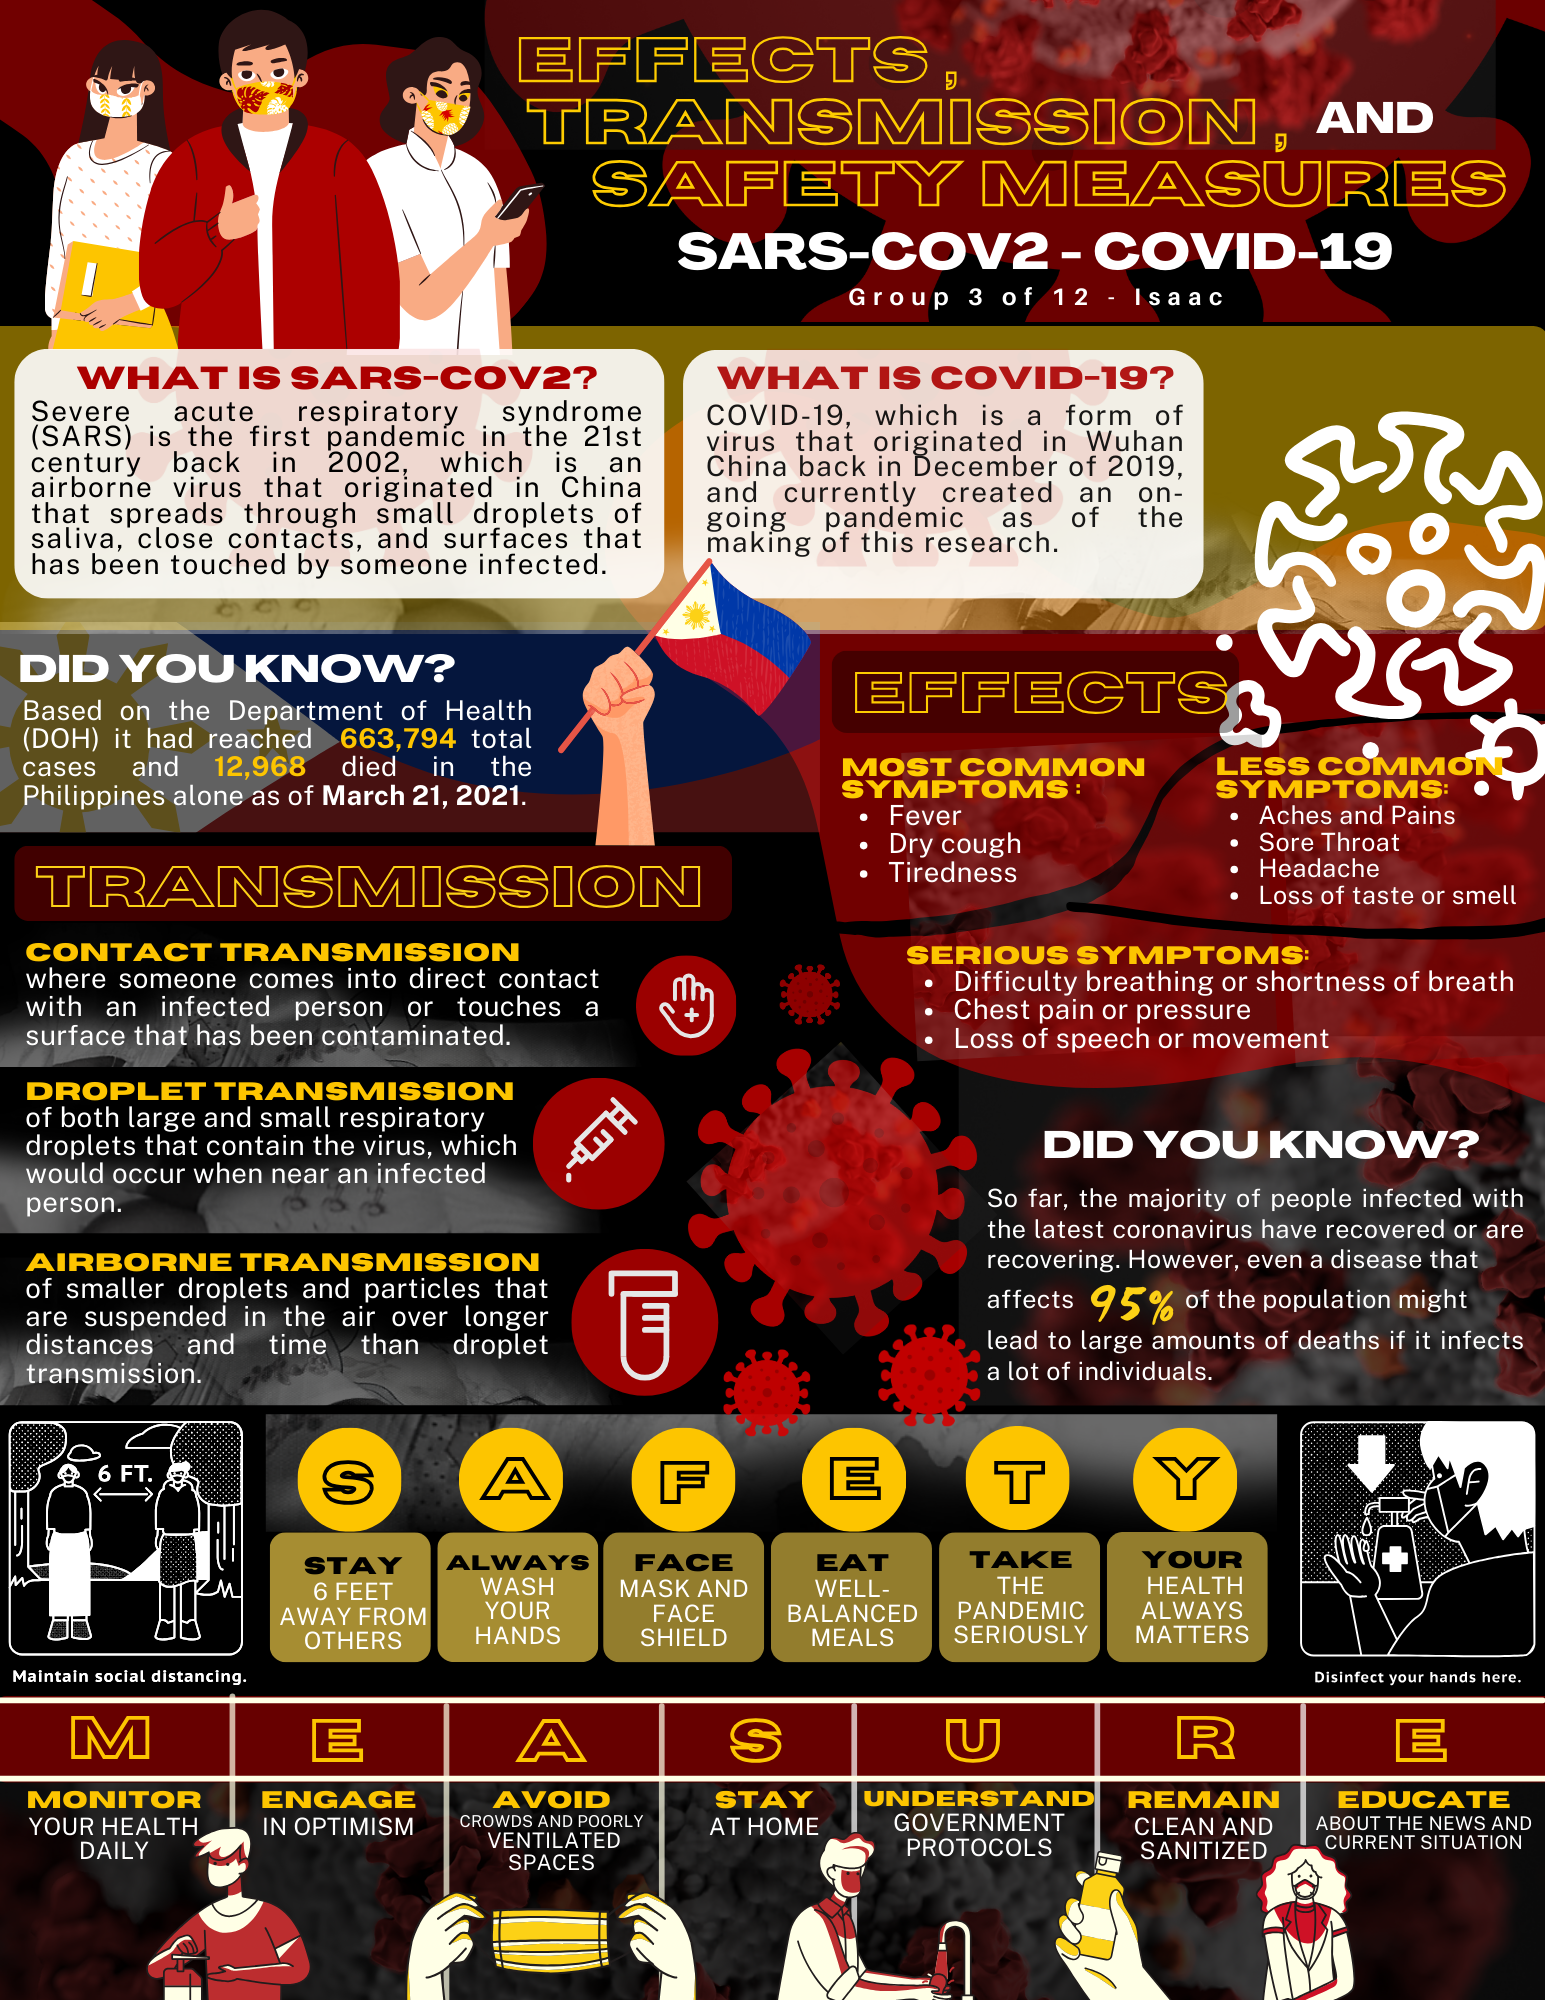 EFFECTS,
TRANSMISSION, AND
SAFETY MEASURES
SARS-COV2 - COVID-19
Group 3 of 12 - Isaac
WHAT IS SARS-COV2?
Severe acute respiratory syndrome
(SARS) is the first pandemic in the 21st
century back in 2002, which is an
airborne virus that originated in China
that spreads through small droplets of
saliva, close contacts, and surfaces that
has been touched by someone infected.
WHAT IS COVID-19?
COVID-19, which is a form of
virus that originated in Wuhan
China back in December of 2019,
and currently created an on-
going pandemic as of the
making of this research.
DID YOU KNOW?
Based on the Department of Health
(DOH) it had reached 663,794 total
cases and 12,968 died in the
Philippines alone as of March 21, 2021.
EFFECTS
MOST COMMON
SYMPTOMS :
• Fever
• Dry cough
• Tiredness
LESS COMMON
SYMPTOMS:
• Aches and Pains
• Sore Throat
• Headache
• Loss of taste or smell
SERIOUS SYMPTOMS:
• Difficulty breathing or shortness of breath
• Chest pain or pressure
• Loss of speech or movement
TRANSMISSION
CONTACT TRANSMISSION
where someone comes into direct contact
with an infected person or touches a
surface that has been contaminated.
DROPLET TRANSMISSION
of both large and small respiratory
droplets that contain the virus, which
would occur when near an infected
person.
AIRBORNE TRANSMISSION
of smaller droplets and particles that
are suspended in the air over longer
distances and time than droplet
transmission.
DID YOU KNOW?
So far, the majority of people infected with
the latest coronavirus have recovered or are
recovering. However, even a disease that
affects 95% of the population might
lead to large amounts of deaths if it infects
a lot of individuals.
6 FT.
Maintain social distancing.
S
STAY
6 FEET
AWAY FROM
OTHERS
A
ALWAYS
WASH
YOUR
HANDS
F
FACE
MASK AND
FACE
SHIELD
E
EAT
WELL-
BALANCED
MEALS
T
TAKE
THE
PANDEMIC
SERIOUSLY
Y
YOUR
HEALTH
ALWAYS
MATTERS
Disinfect your hands here.
M
MONITOR
YOUR HEALTH
DAILY
E
ENGAGE
IN OPTIMISM
A
AVOID
CROWDS AND POORLY
VENTILATED
SPACES
S
STAY
AT HOME
U
UNDERSTAND
GOVERNMENT
PROTOCOLS
R
REMAIN
CLEAN AND
SANITIZED
E
EDUCATE
ABOUT THE NEWS AND
CURRENT SITUATION